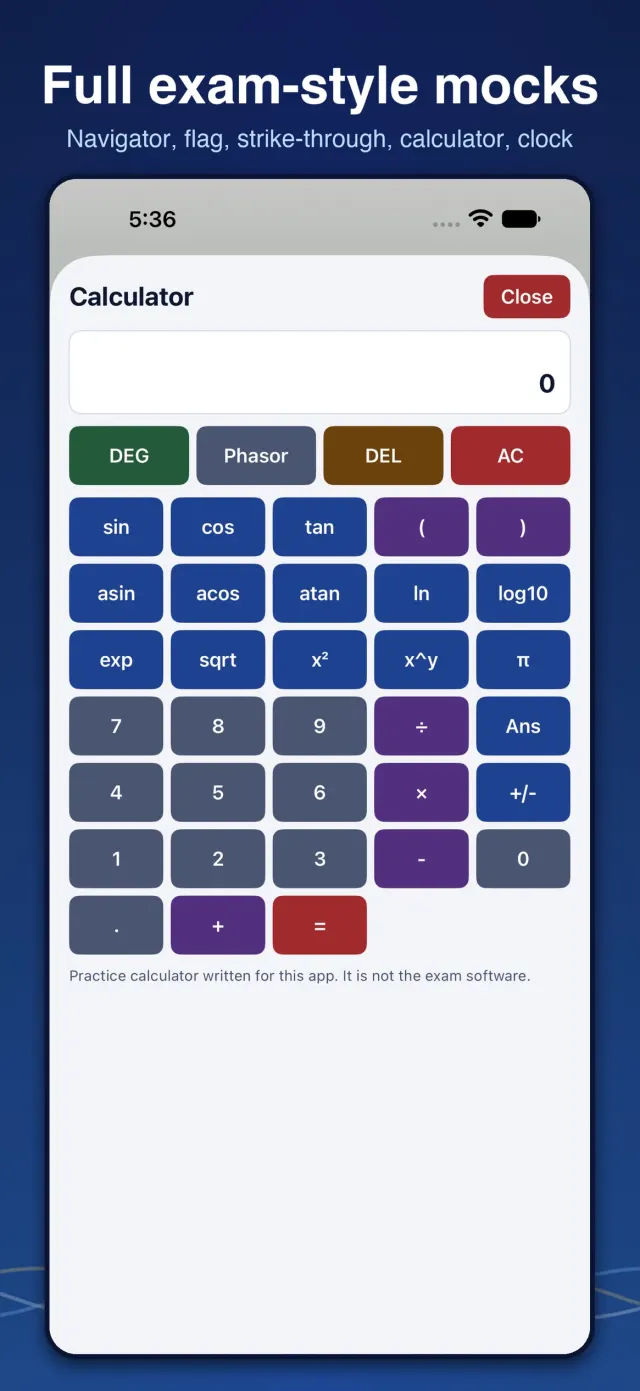 Full exam-style mocks
Navigator, flag, strike-through, calculator, clock
5:36
Calculator
Close
0
DEG Phasor DEL AC
sin cos tan ( )
asin acos atan ln log10
exp sqrt x² x^y π
7 8 9 ÷ Ans
4 5 6 × +/-
1 2 3 - 0
. + =
Practice calculator written for this app. It is not the exam software.